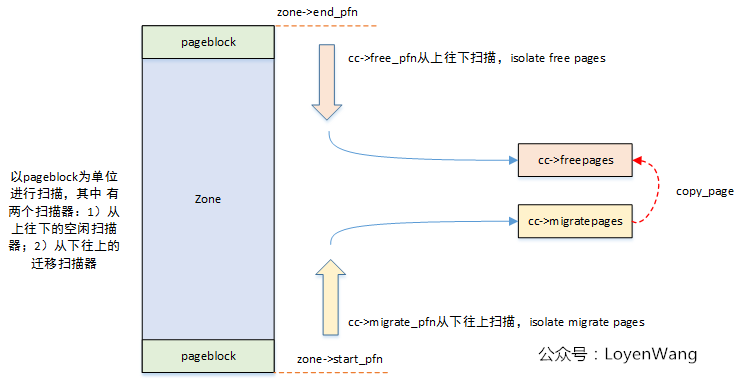 zone->end_pfn
pageblock
cc->free_pfn从上往下扫描，isolate free pages
以pageblock为单位
进行扫描，其中 有
两个扫描器：1）从
上往下的空闲扫描
器；2）从下往上的
迁移扫描器
Zone
cc->freepages
copy_page
cc->migratepages
cc->migrate_pfn从下往上扫描，isolate migrate pages
pageblock
zone->start_pfn
公众号：LoyenWang